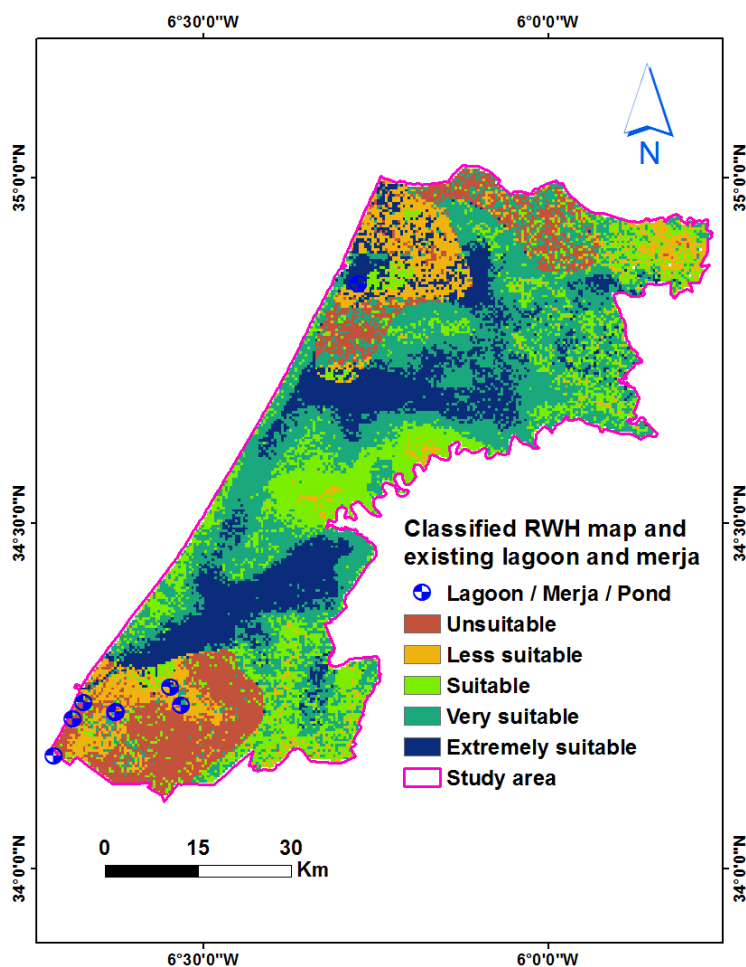 6°30'0"W 6°0'0"W
N
35°0'0"N 35°0'0"N
34°30'0"N 34°30'0"N
Classified RWH map and
existing lagoon and merja
Lagoon / Merja / Pond
Unsuitable
Less suitable
Suitable
Very suitable
Extremely suitable
Study area
0 15 30
Km
34°0'0"N 34°0'0"N
6°30'0"W 6°0'0"W